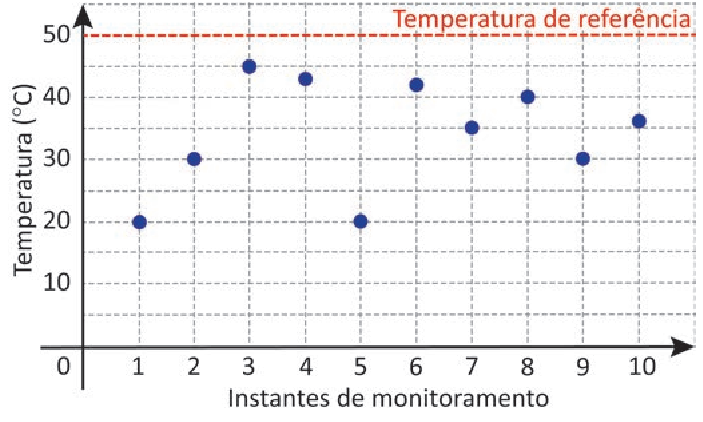 Temperatura de referência
Temperatura (°C)
50
40
30
20
10
0
1 2 3 4 5 6 7 8 9 10
Instantes de monitoramento